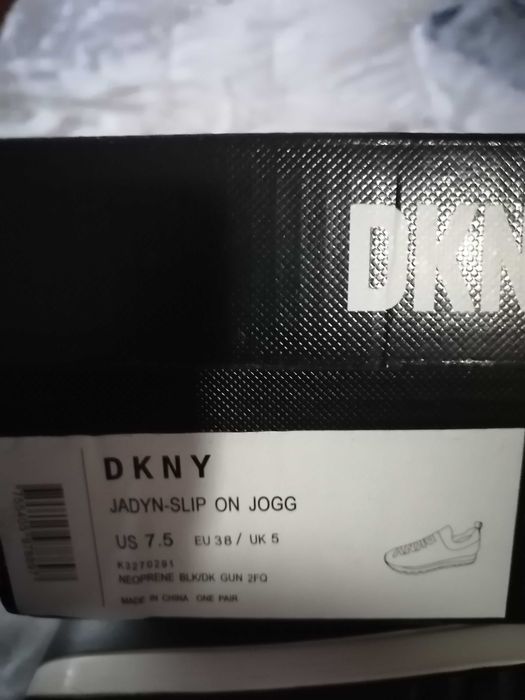 DKN
DKNY
JADYN-SLIP ON JOGG
US 7.5 EU 38 / UK 5
K3270291
NEOPRENE BLK/DK GUN 2FQ
MADE IN CHINA ONE PAIR